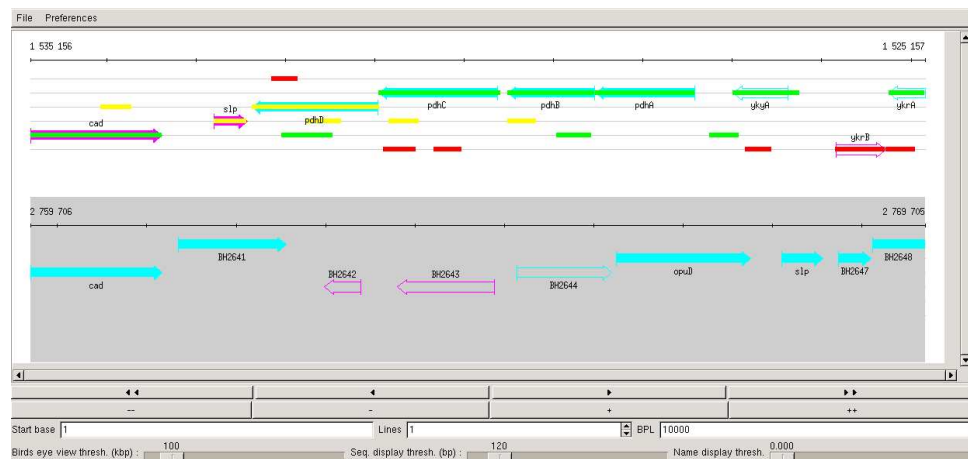 File Preferences
1 535 156 1 525 157
slp pdhC pdhB pdhA ykyA ykrA
cad pdhD
ykrB
2 759 706 2 769 705
BH2641 BH2648
cad BH2642 BH2643 BH2644 opuD slp BH2647
◄◄ ◄ ► ►►
-- - + ++
Start base 1 Lines 1 BPL 10000
Birds eye view thresh. (kbp) : 100 Seq. display thresh. (bp) : 120 Name display thresh. 0.000